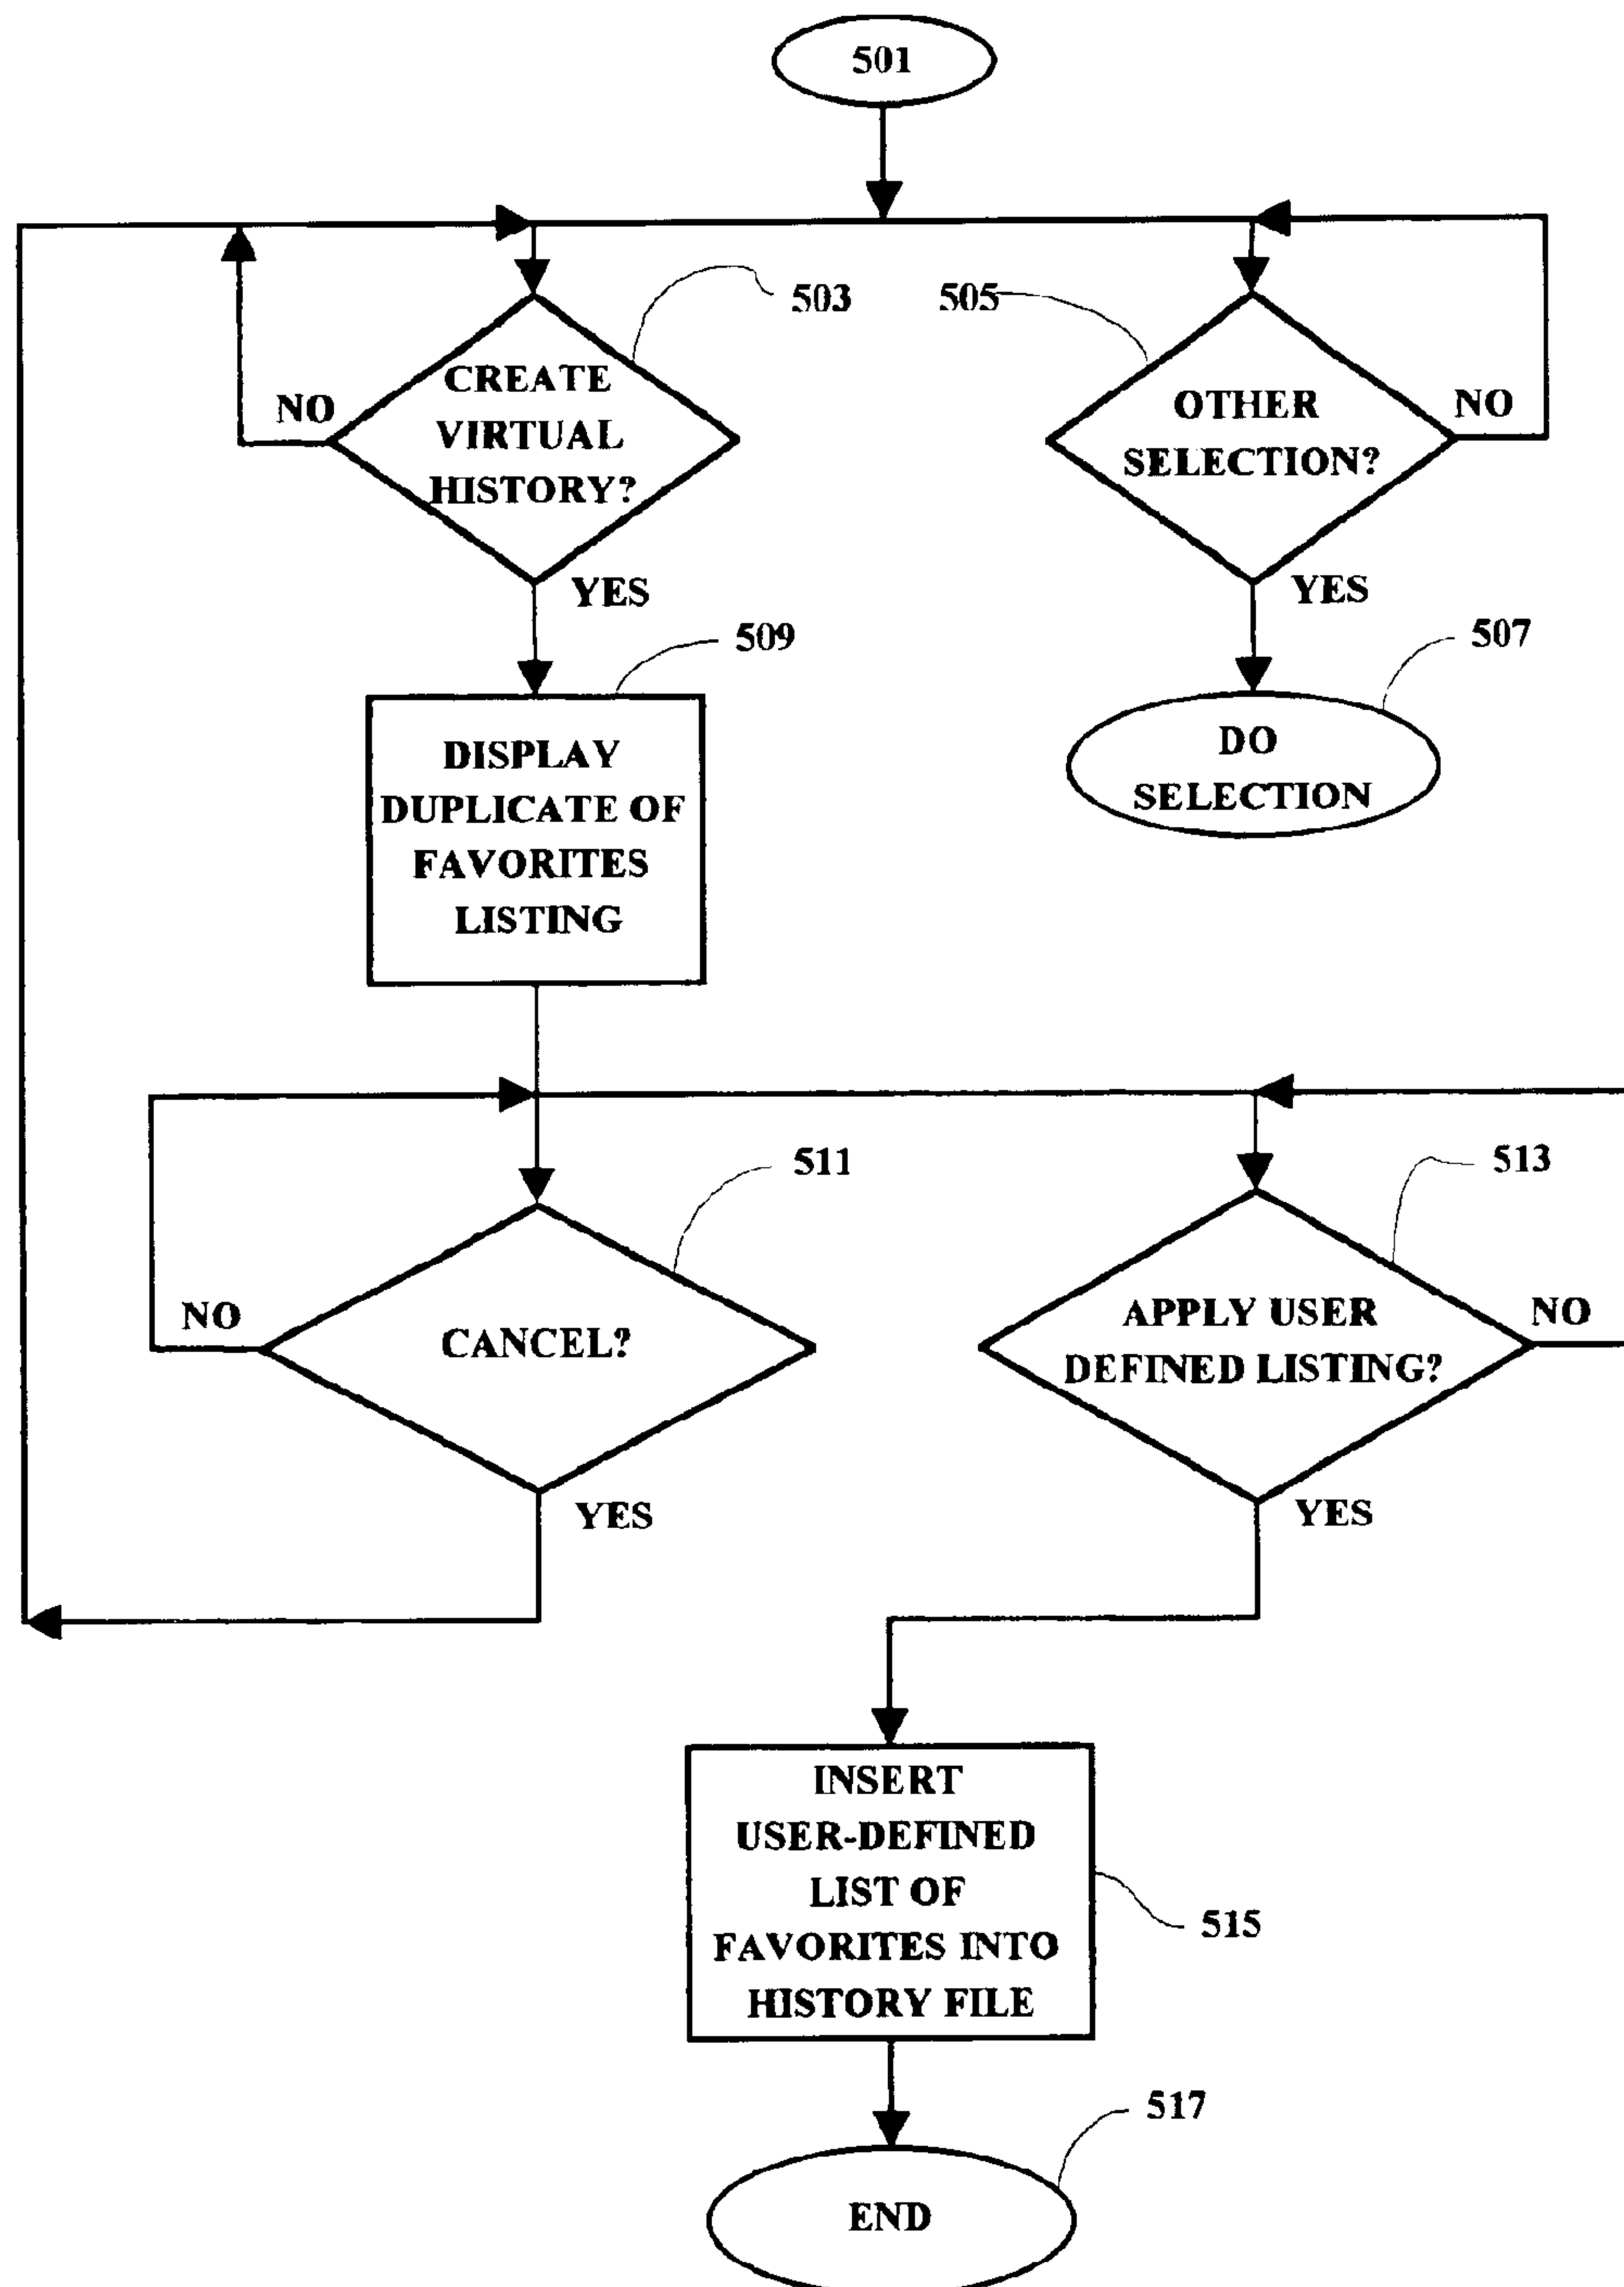 501
503
505
CREATE
VIRTUAL
HISTORY?
NO
OTHER
SELECTION?
NO
YES
YES
509
507
DISPLAY
DUPLICATE OF
FAVORITES
LISTING
DO
SELECTION
511
513
NO
CANCEL?
APPLY USER
DEFINED LISTING?
NO
YES
YES
INSERT
USER-DEFINED
LIST OF
FAVORITES INTO
HISTORY FILE
515
517
END